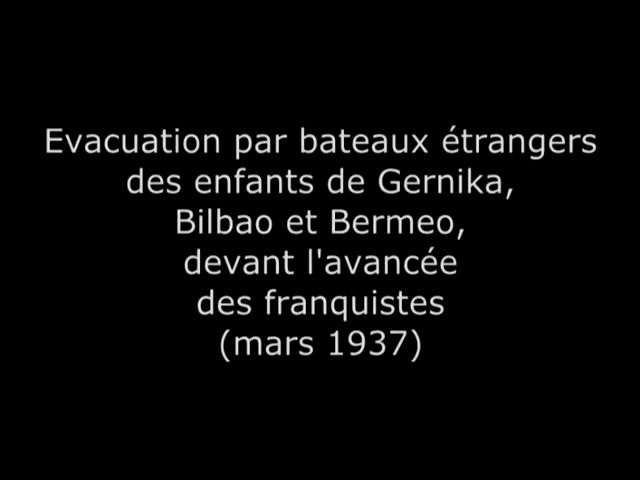 Evacuation par bateaux étrangers
des enfants de Gernika,
Bilbao et Bermeo,
devant l'avancée
des franquistes
(mars 1937)